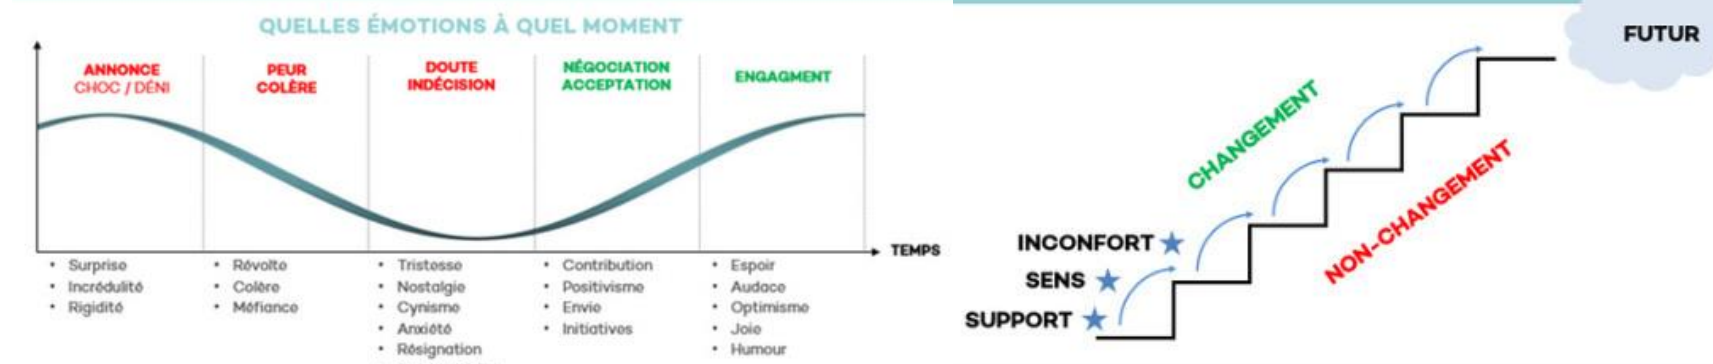 QUELLES ÉMOTIONS À QUEL MOMENT
ANNONCE
CHOC / DÉNI
PEUR
COLÈRE
DOUTE
INDÉCISION
NÉGOCIATION
ACCEPTATION
ENGAGMENT
TEMPS
• Surprise
• Incrédulité
• Rigidité
• Révolte
• Colère
• Méfiance
• Tristesse
• Nostalgie
• Cynisme
• Anxiété
• Résignation
• Contribution
• Positivisme
• Envie
• Initiatives
• Espoir
• Audace
• Optimisme
• Joie
• Humour
FUTUR
CHANGEMENT
NON-CHANGEMENT
INCONFORT
SENS
SUPPORT